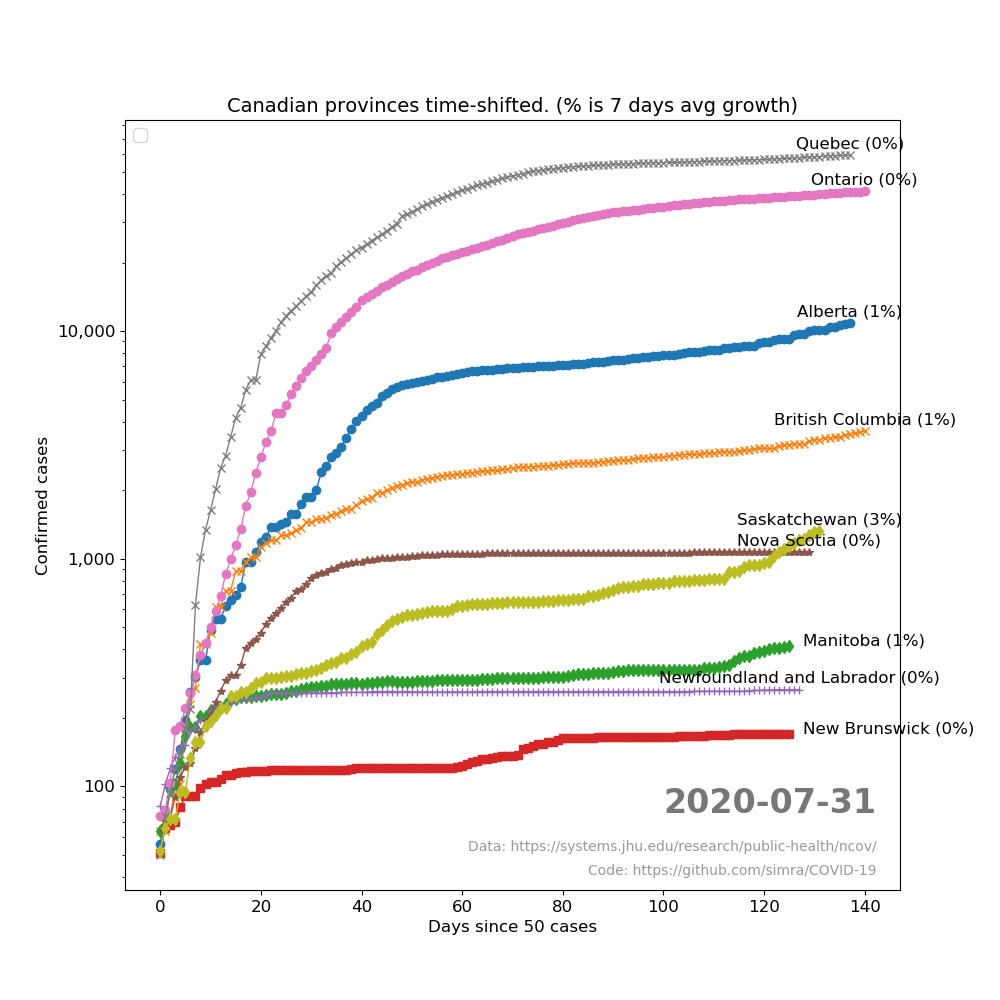 Canadian provinces time-shifted. (% is 7 days avg growth)
Quebec (0%)
Ontario (0%)
Alberta (1%)
British Columbia (1%)
Saskatchewan (3%)
Nova Scotia (0%)
Manitoba (1%)
Newfoundland and Labrador (0%)
New Brunswick (0%)
10,000
1,000
100
Confirmed cases
2020-07-31
Data: https://systems.jhu.edu/research/public-health/ncov/
Code: https://github.com/simra/COVID-19
0 20 40 60 80 100 120 140
Days since 50 cases